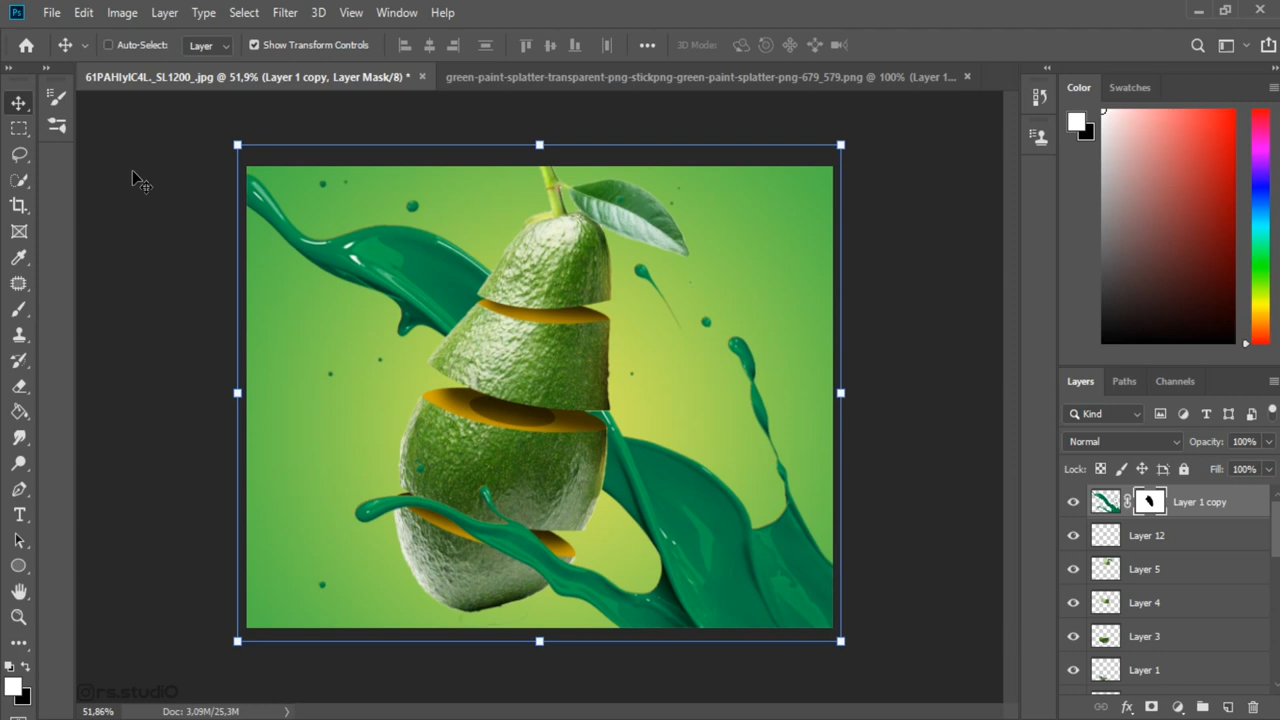 Ps File Edit Image Layer Type Select Filter 3D View Window Help
Auto-Select: Layer Show Transform Controls 3D Mode:
61PAHIyIC4L._SL1200_.jpg @ 51,9% (Layer 1 copy, Layer Mask/8) *
green-paint-splatter-transparent-png-stickpng-green-paint-splatter-png-679_579.png @ 100% (Layer 1...
Color Swatches
Layers Paths Channels
Kind
Normal Opacity: 100%
Lock: Fill: 100%
Layer 1 copy
Layer 12
Layer 5
Layer 4
Layer 3
Layer 1
rs.studiO
51,86% Doc: 3,09M/25,3M